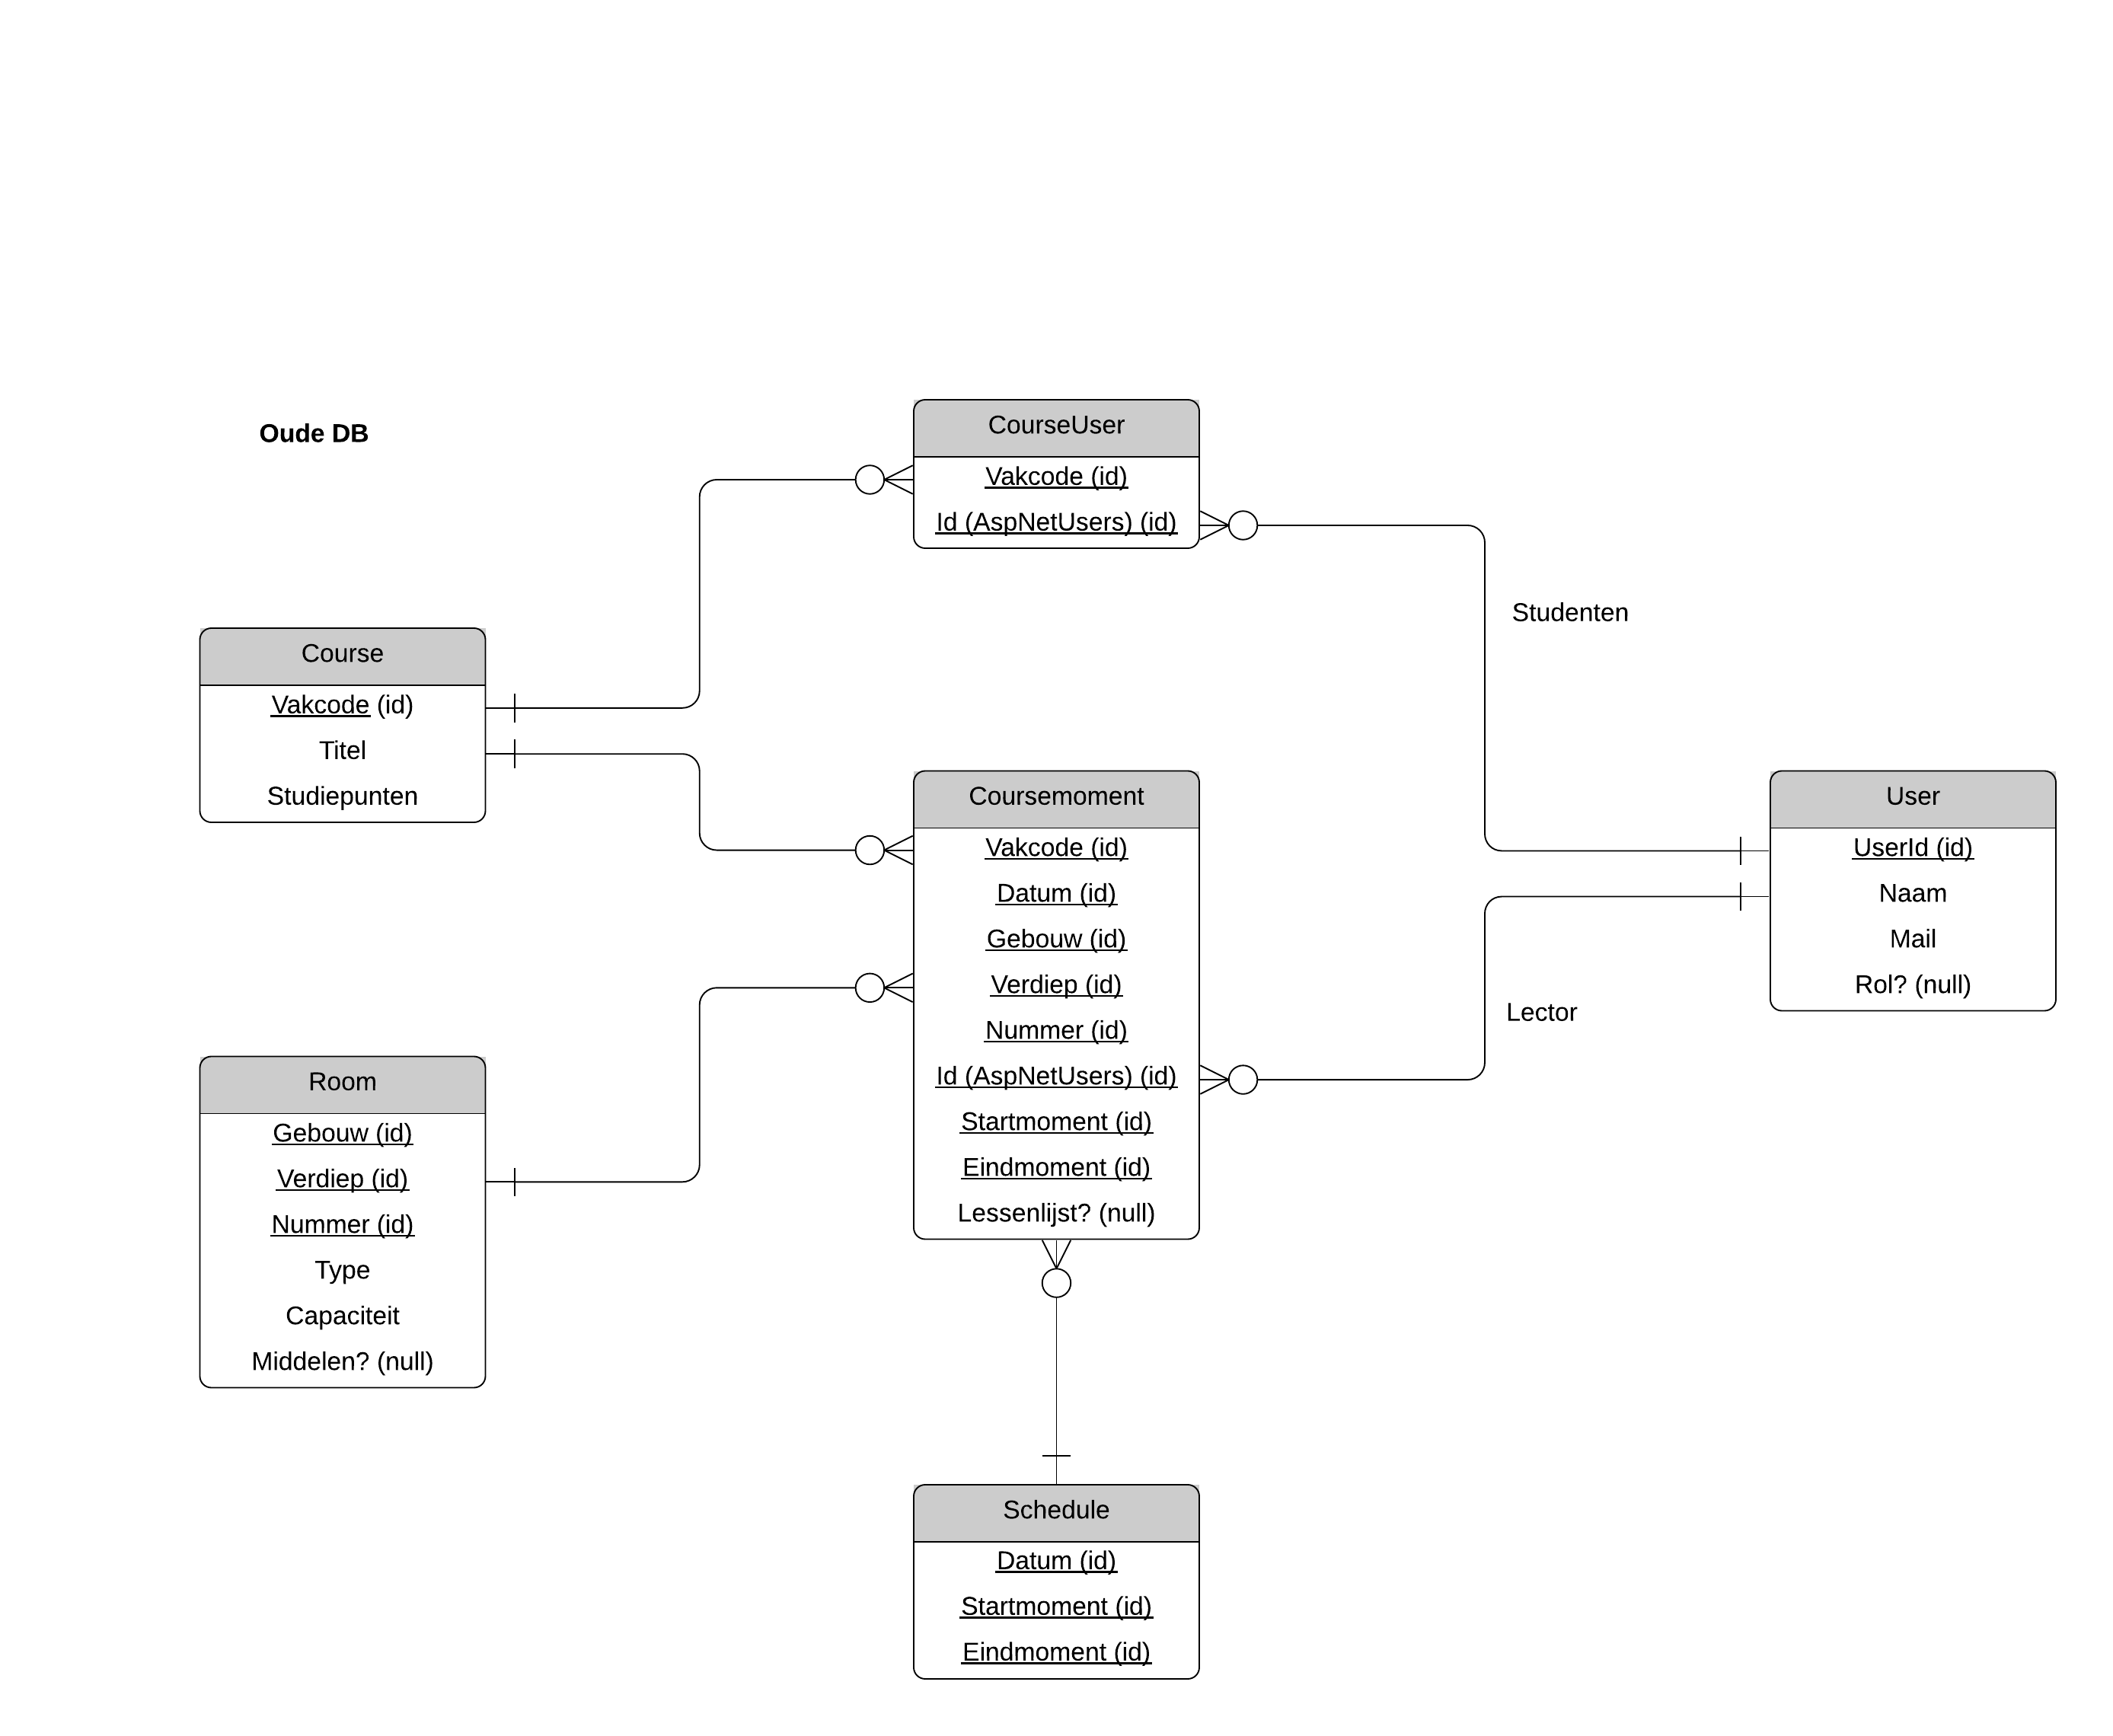 Oude DB
CourseUser
Vakcode (id)
Id (AspNetUsers) (id)
Studenten
Course
Vakcode (id)
Titel
Studiepunten
Coursemoment
Vakcode (id)
Datum (id)
Gebouw (id)
Verdiep (id)
Nummer (id)
Id (AspNetUsers) (id)
Startmoment (id)
Eindmoment (id)
Lessenlijst? (null)
User
UserId (id)
Naam
Mail
Rol? (null)
Lector
Room
Gebouw (id)
Verdiep (id)
Nummer (id)
Type
Capaciteit
Middelen? (null)
Schedule
Datum (id)
Startmoment (id)
Eindmoment (id)